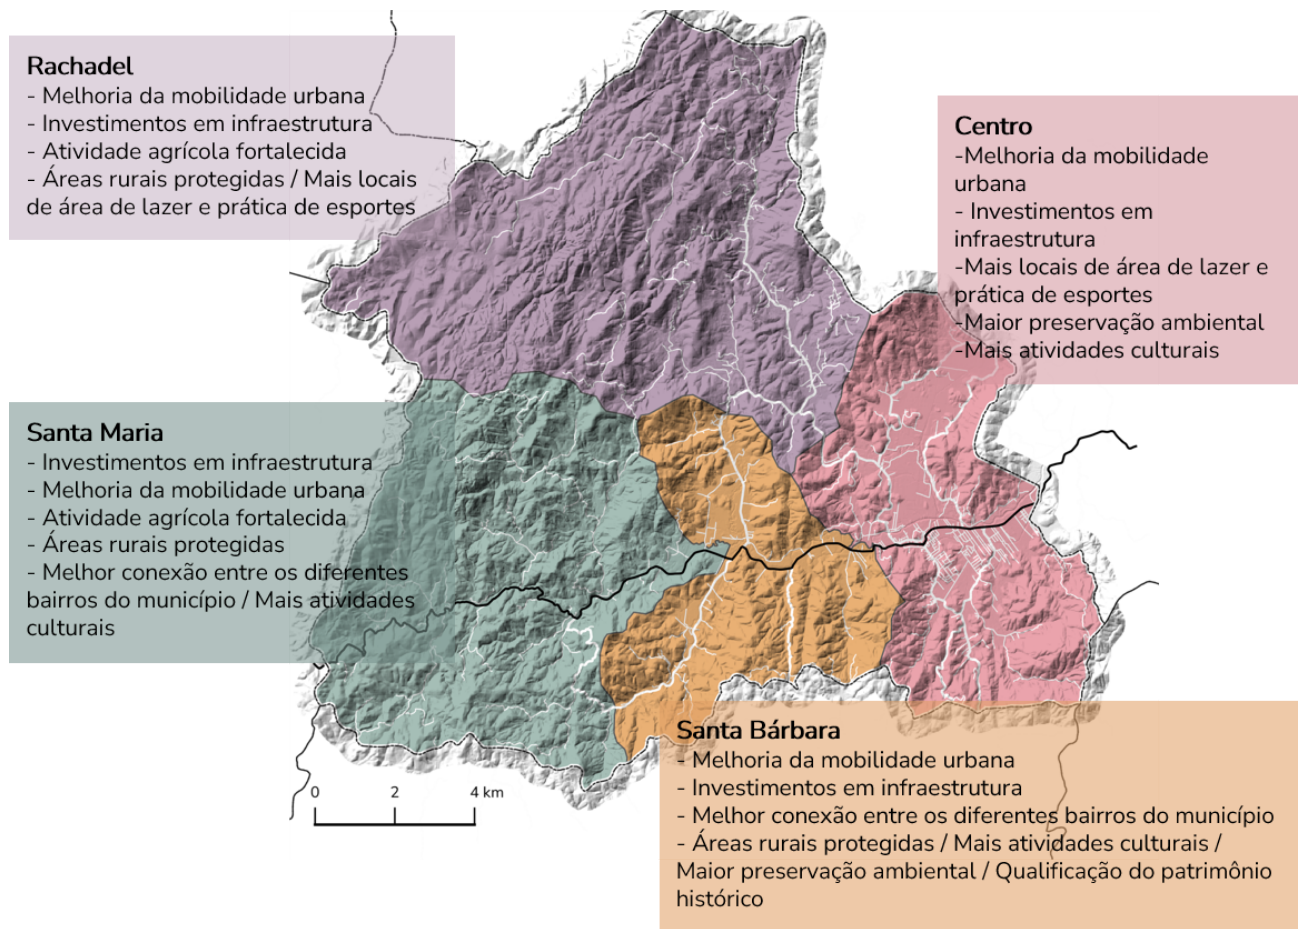 Rachadel
- Melhoria da mobilidade urbana
- Investimentos em infraestrutura
- Atividade agrícola fortalecida
- Áreas rurais protegidas / Mais locais
de área de lazer e prática de esportes
Centro
-Melhoria da mobilidade
urbana
- Investimentos em
infraestrutura
-Mais locais de área de lazer e
prática de esportes
-Maior preservação ambiental
-Mais atividades culturais
Santa Maria
- Investimentos em infraestrutura
- Melhoria da mobilidade urbana
- Atividade agrícola fortalecida
- Áreas rurais protegidas
- Melhor conexão entre os diferentes
bairros do município / Mais atividades
culturais
Santa Bárbara
- Melhoria da mobilidade urbana
- Investimentos em infraestrutura
- Melhor conexão entre os diferentes bairros do município
- Áreas rurais protegidas / Mais atividades culturais /
Maior preservação ambiental / Qualificação do patrimônio
histórico
0 2 4 km